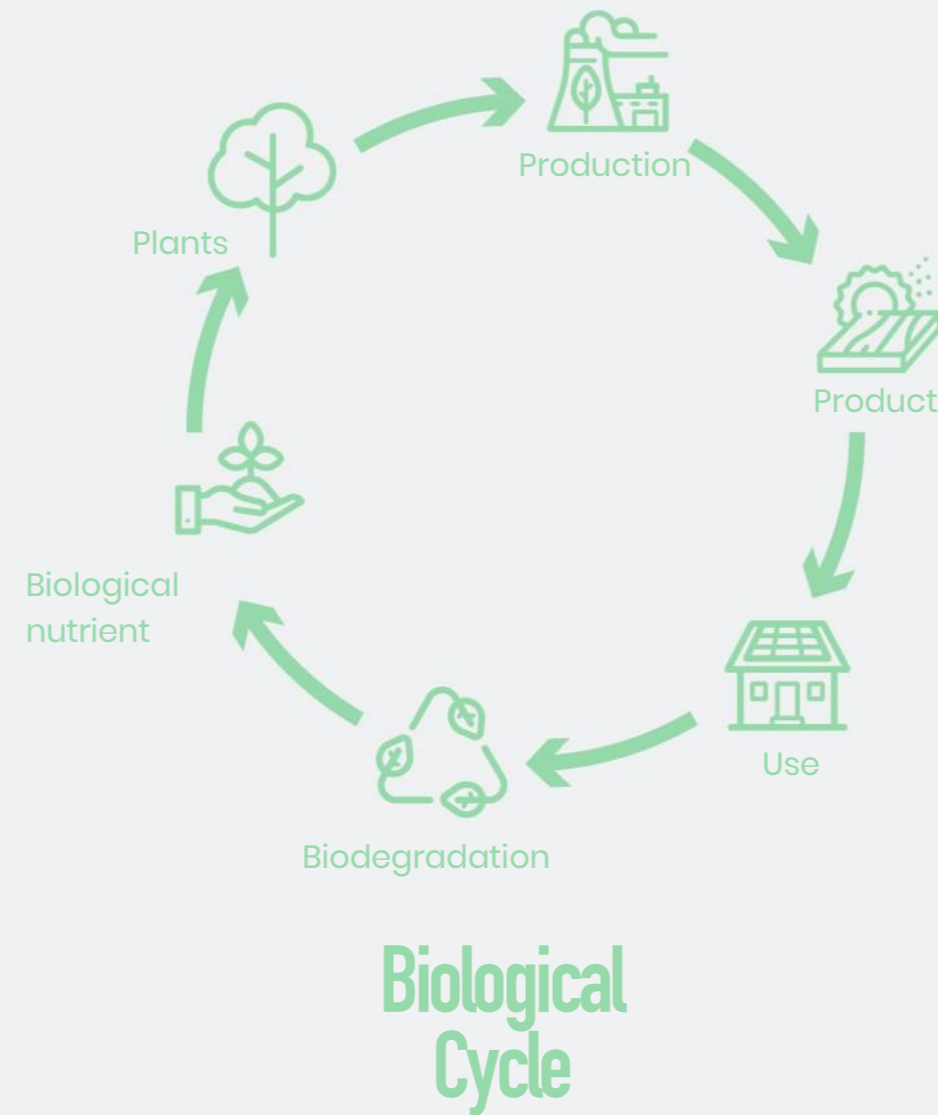 Production
Plants
Product
Biological
nutrient
Use
Biodegradation
Biological
Cycle